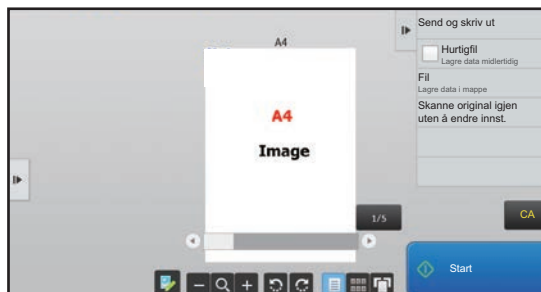 A4
A4
Image
1/5
Send og skriv ut
Hurtigfil
Lagre data midlertidig
Fil
Lagre data i mappe
Skanne original igjen
uten å endre innst.
CA
Start